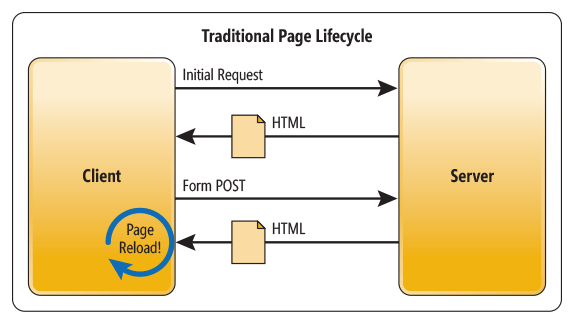 Traditional Page Lifecycle
Initial Request
HTML
Client
Server
Form POST
Page
Reload!
HTML